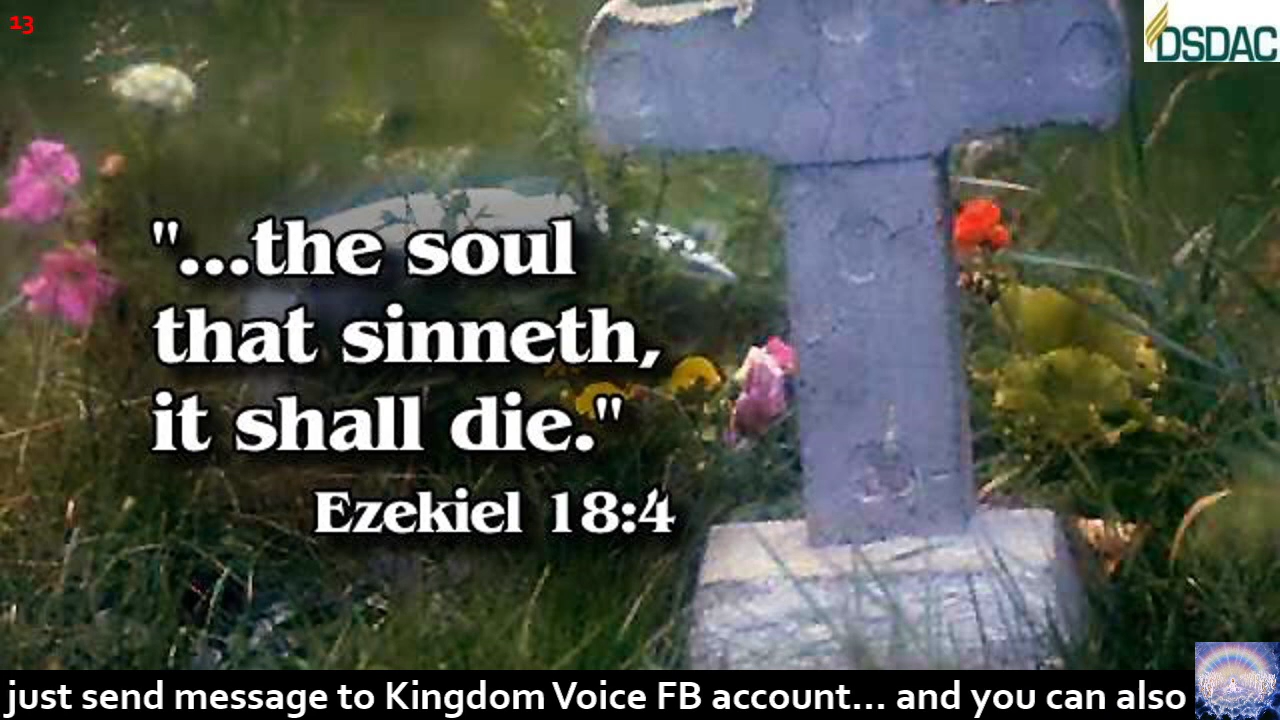 13
DSDAC
"...the soul
that sinneth,
it shall die."
Ezekiel 18:4
just send message to Kingdom Voice FB account... and you can also